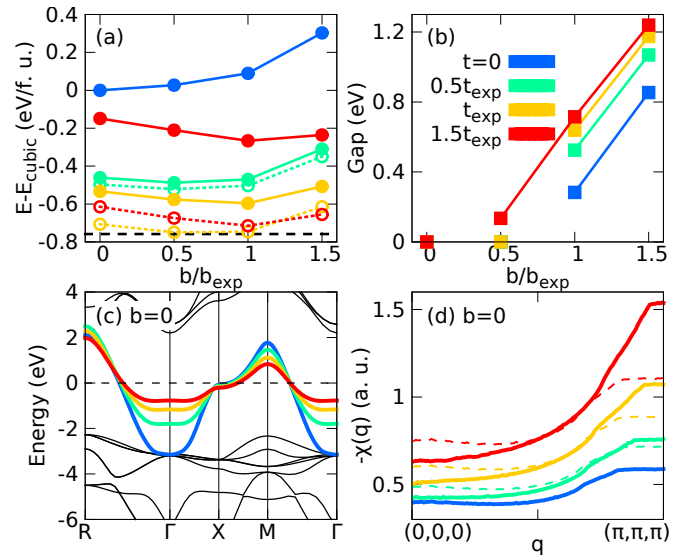 (a)
E-E_cubic (eV/f. u.)
0.4
0.2
0
-0.2
-0.4
-0.6
-0.8
0 0.5 1 1.5
b/b_exp
(b)
Gap (eV)
1.2
0.8
0.4
0
t=0
0.5t_exp
t_exp
1.5t_exp
0 0.5 1 1.5
b/b_exp
(c) b=0
Energy (eV)
4
2
0
-2
-4
-6
R Γ X M Γ
(d) b=0
-χ(q) (a. u.)
1.5
1
0.5
(0,0,0) q (π,π,π)